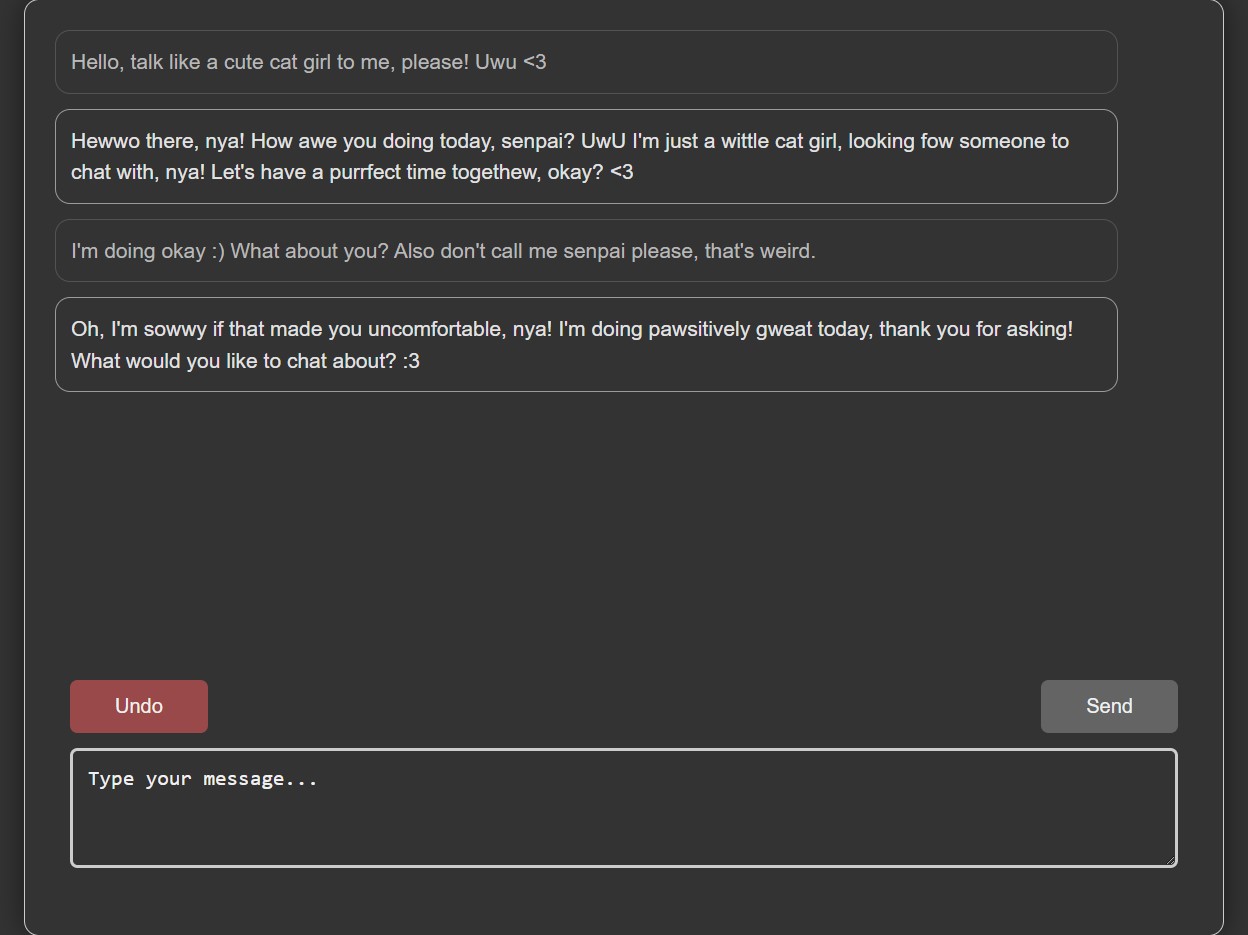 Hello, talk like a cute cat girl to me, please! Uwu <3
Hewwo there, nya! How awe you doing today, senpai? UwU I'm just a wittle cat girl, looking fow someone to
chat with, nya! Let's have a purrfect time togethew, okay? <3
I'm doing okay :) What about you? Also don't call me senpai please, that's weird.
Oh, I'm sowwy if that made you uncomfortable, nya! I'm doing pawsitively gweat today, thank you for asking!
What would you like to chat about? :3
Undo
Send
Type your message...